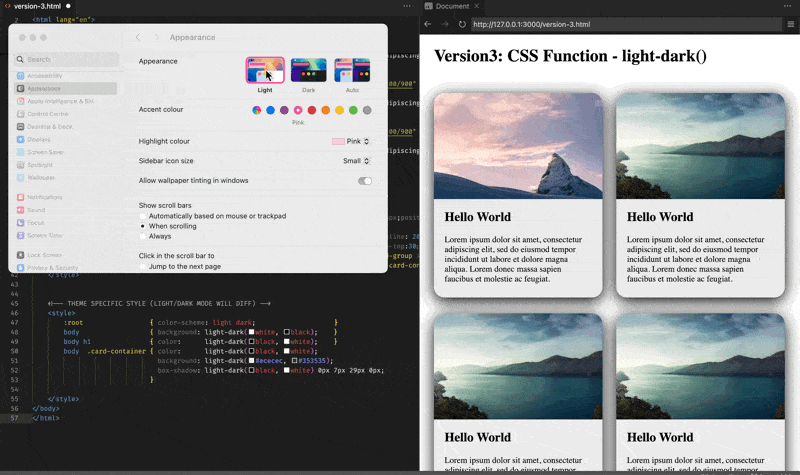 version-3.html
Document
2 <html lang="en">
http://127.0.0.1:3000/version-3.html
Appearance
Search
Accessibility
Appearance
Apple Intelligence & Siri
Control Centre
Desktop & Dock
Displays
Screen Saver
Spotlight
Wallpaper
Notifications
Sound
Focus
Screen Time
Lock Screen
Privacy & Security
Appearance
Light
Dark
Auto
Accent colour
Pink
Highlight colour
Pink
Sidebar icon size
Small
Allow wallpaper tinting in windows
Show scroll bars
Automatically based on mouse or trackpad
When scrolling
Always
Click in the scroll bar to
Jump to the next page
00/900"
ipiscing
00/900"
ipiscing
00/900"
ipiscing
42 </style>
43
44
45 <!-- THEME SPECIFIC STYLE (LIGHT/DARK MODE WILL DIFF) -->
46 <style>
47 :root { color-scheme: light dark; }
48 body { background: light-dark(white, black); }
49 body h1 { color: light-dark(black, white); }
50 body .card-container { color: light-dark(black, white);
51 background: light-dark(#ececec, #353535);
52 box-shadow: light-dark(black, white) 0px 7px 29px 0px;
53 }
54
55 </style>
56 </body>
57 </html>
Version3: CSS Function - light-dark()
Hello World
Lorem ipsum dolor sit amet, consectetur
adipiscing elit, sed do eiusmod tempor
incididunt ut labore et dolore magna
aliqua. Lorem donec massa sapien
faucibus et molestie ac feugiat.
Hello World
Lorem ipsum dolor sit amet, consectetur
adipiscing elit, sed do eiusmod tempor
incididunt ut labore et dolore magna
aliqua. Lorem donec massa sapien
faucibus et molestie ac feugiat.
Hello World
Lorem ipsum dolor sit amet, consectetur
Hello World
Lorem ipsum dolor sit amet, consectetur